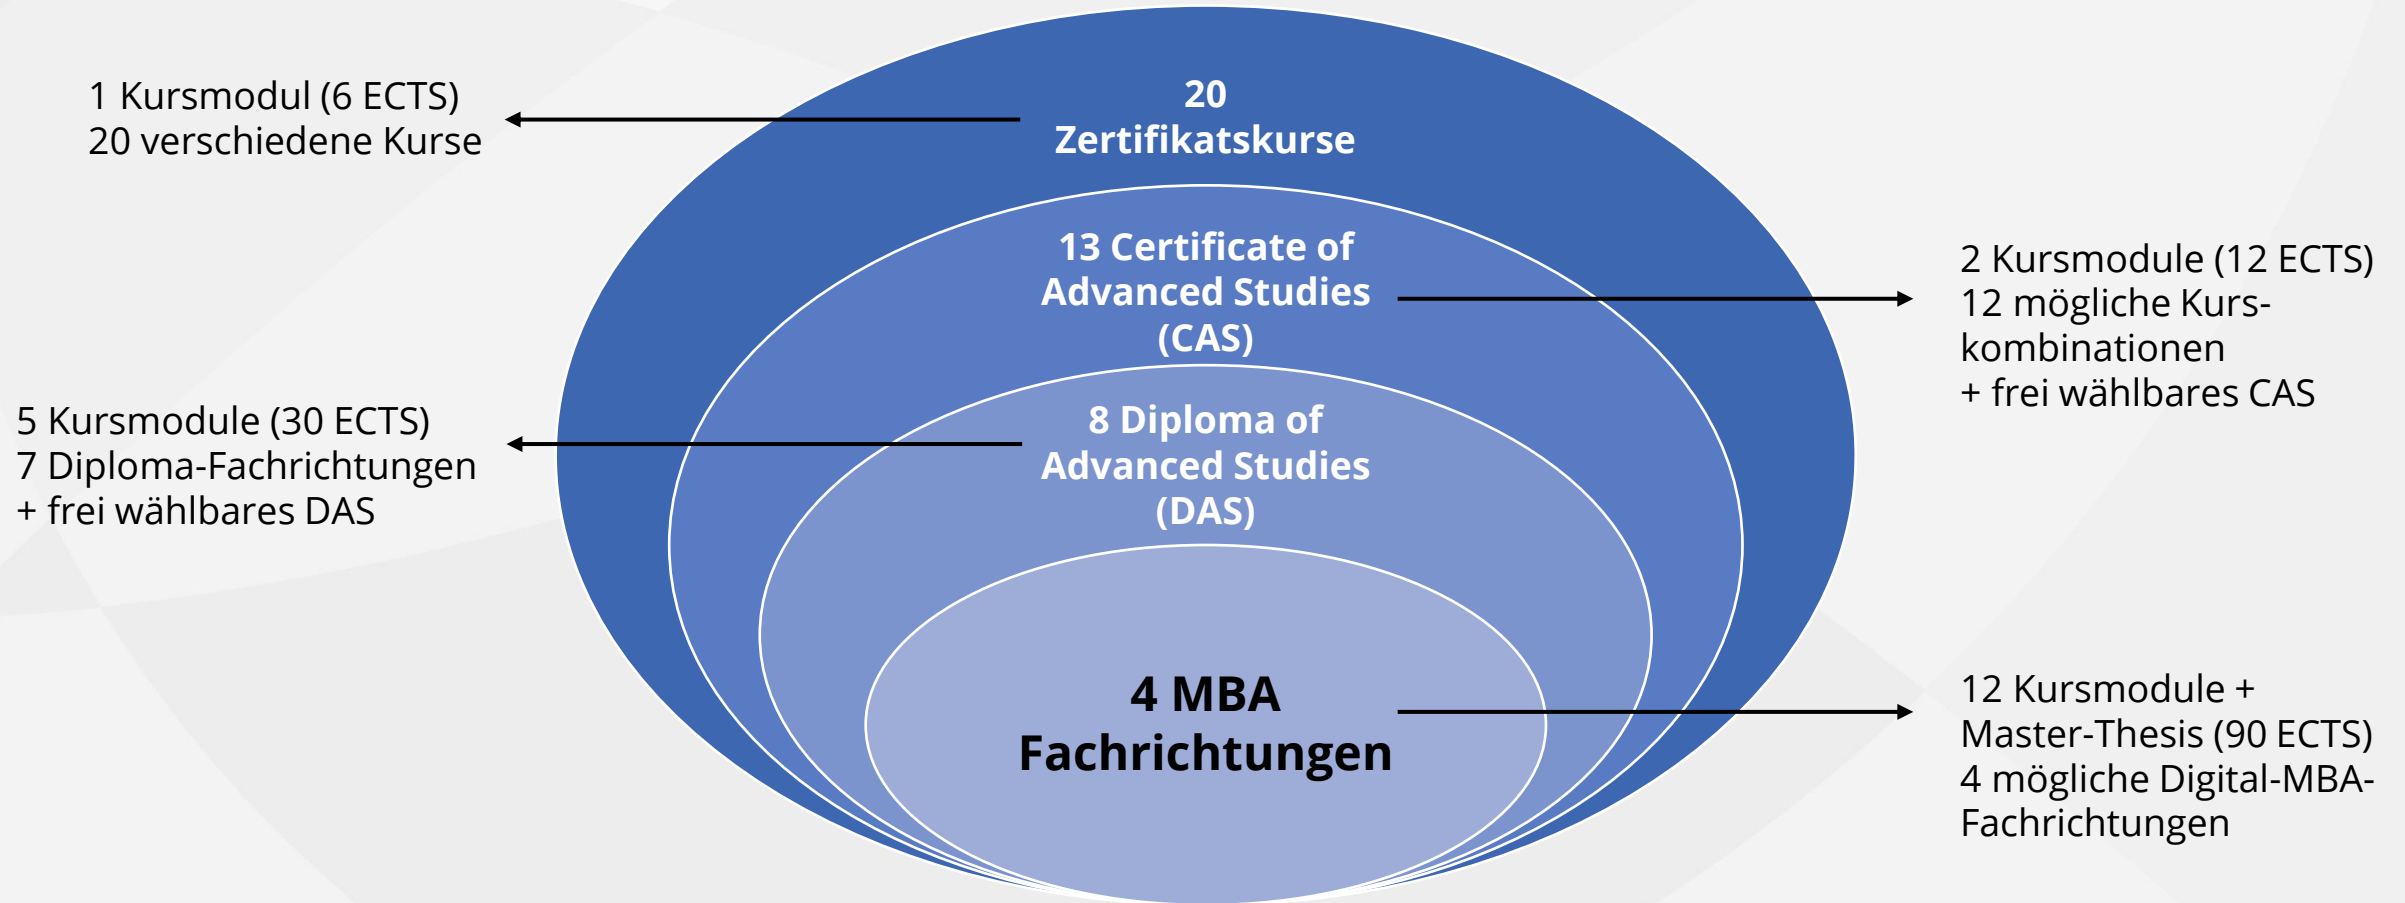 1 Kursmodul (6 ECTS)
20 verschiedene Kurse
20
Zertifikatskurse
13 Certificate of
Advanced Studies
(CAS)
2 Kursmodule (12 ECTS)
12 mögliche Kurs-
kombinationen
+ frei wählbares CAS
5 Kursmodule (30 ECTS)
7 Diploma-Fachrichtungen
+ frei wählbares DAS
8 Diploma of
Advanced Studies
(DAS)
4 MBA
Fachrichtungen
12 Kursmodule +
Master-Thesis (90 ECTS)
4 mögliche Digital-MBA-
Fachrichtungen